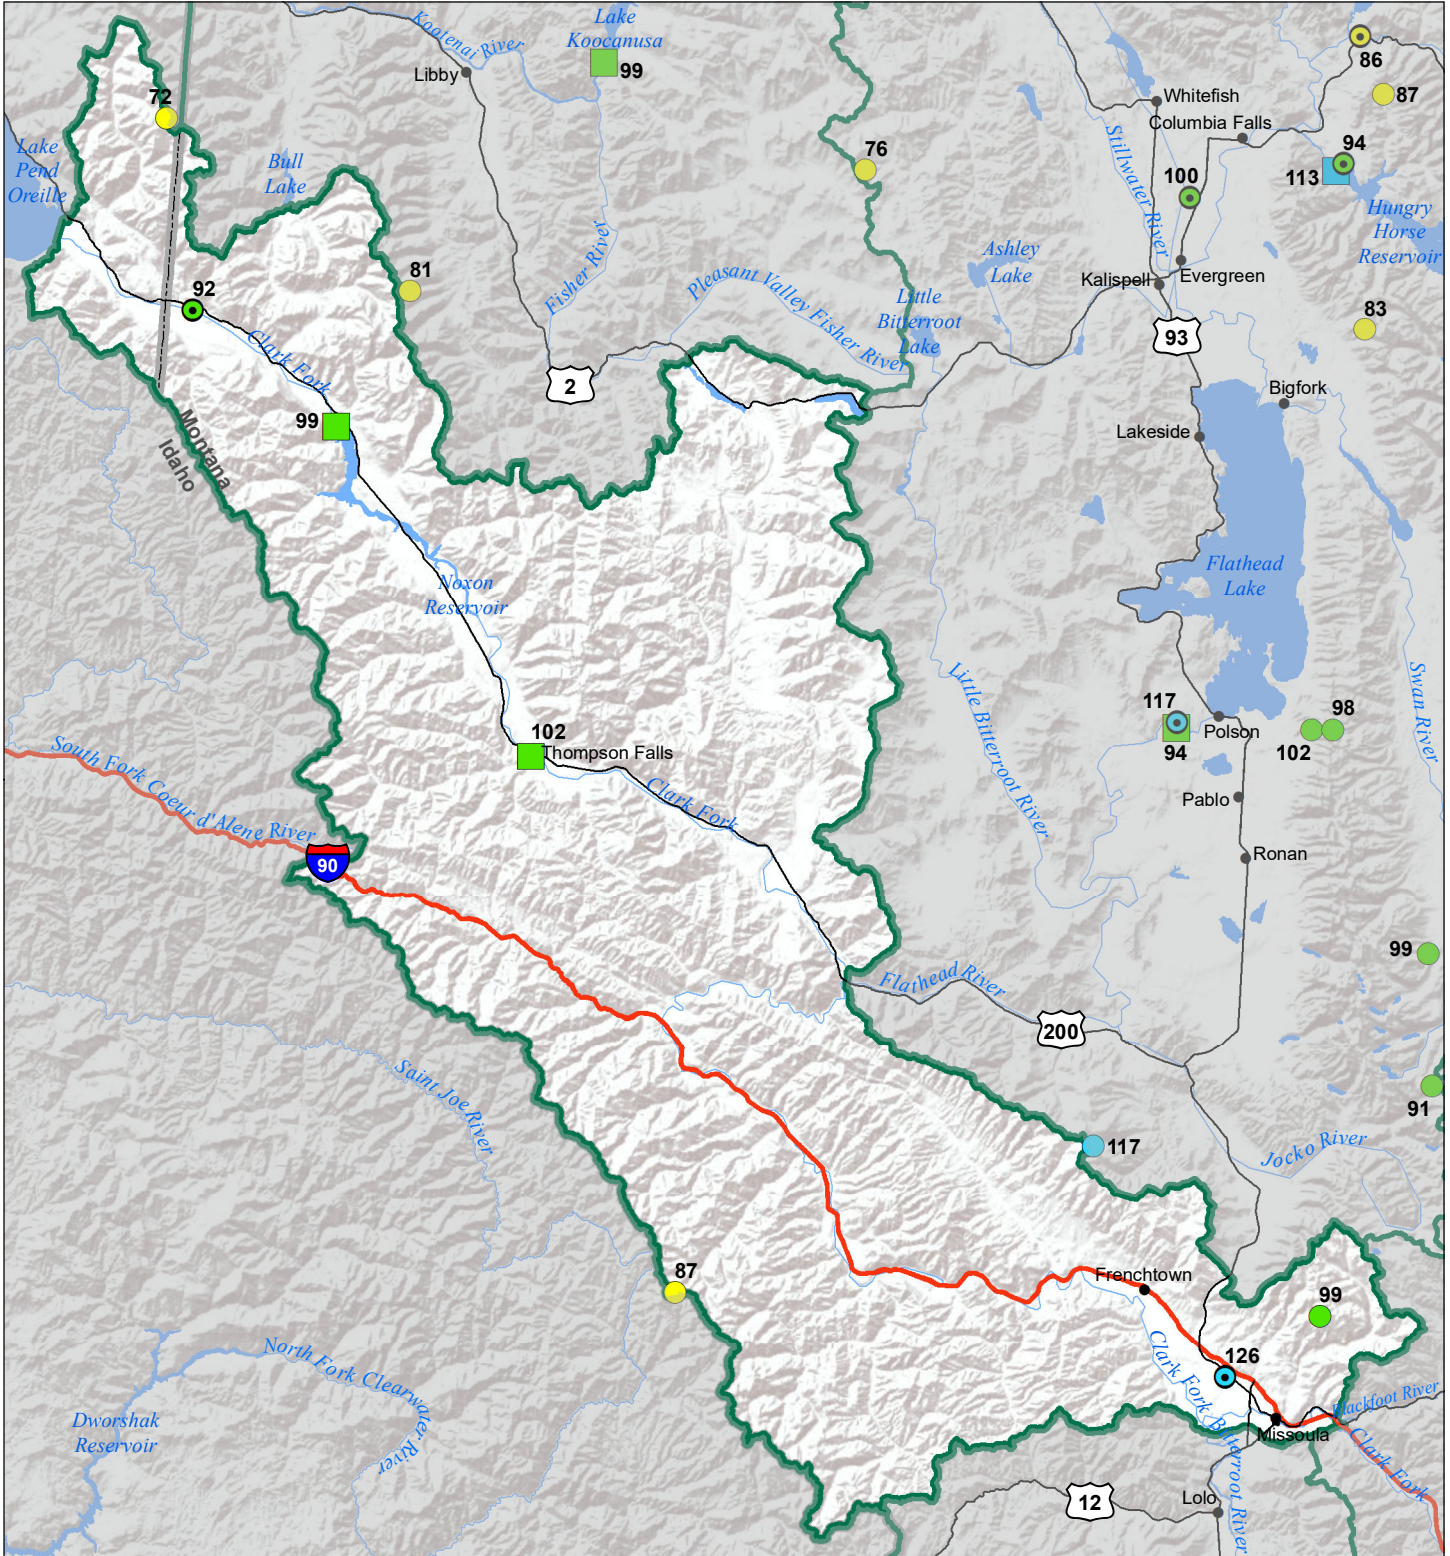 Lake
Koocanusa
Kootenai River
Libby
99
86
87
72
Whitefish
Columbia Falls
Stillwater River
Lake
Pend
Oreille
Bull
Lake
76
94
100
113
Hungry
Horse
Reservoir
Ashley
Lake
Fisher River
81
Kalispell
Evergreen
Pleasant Valley Fisher River
Little
Bitterroot
Lake
92
83
93
Clark Fork
2
Bigfork
99
Lakeside
Montana
Idaho
Flathead
Lake
Noxon
Reservoir
Little Bitterroot River
Swan River
117
94
Polson
98
102
102
Thompson Falls
South Fork Coeur d'Alene River
Clark Fork
Pablo
90
Ronan
99
Flathead River
200
Saint Joe River
91
117
Jocko River
87
Frenchtown
99
126
North Fork Clearwater River
Clark Fork
Bitterroot River
Blackfoot River
Dworshak
Reservoir
Missoula
Clark Fork
12
Lolo